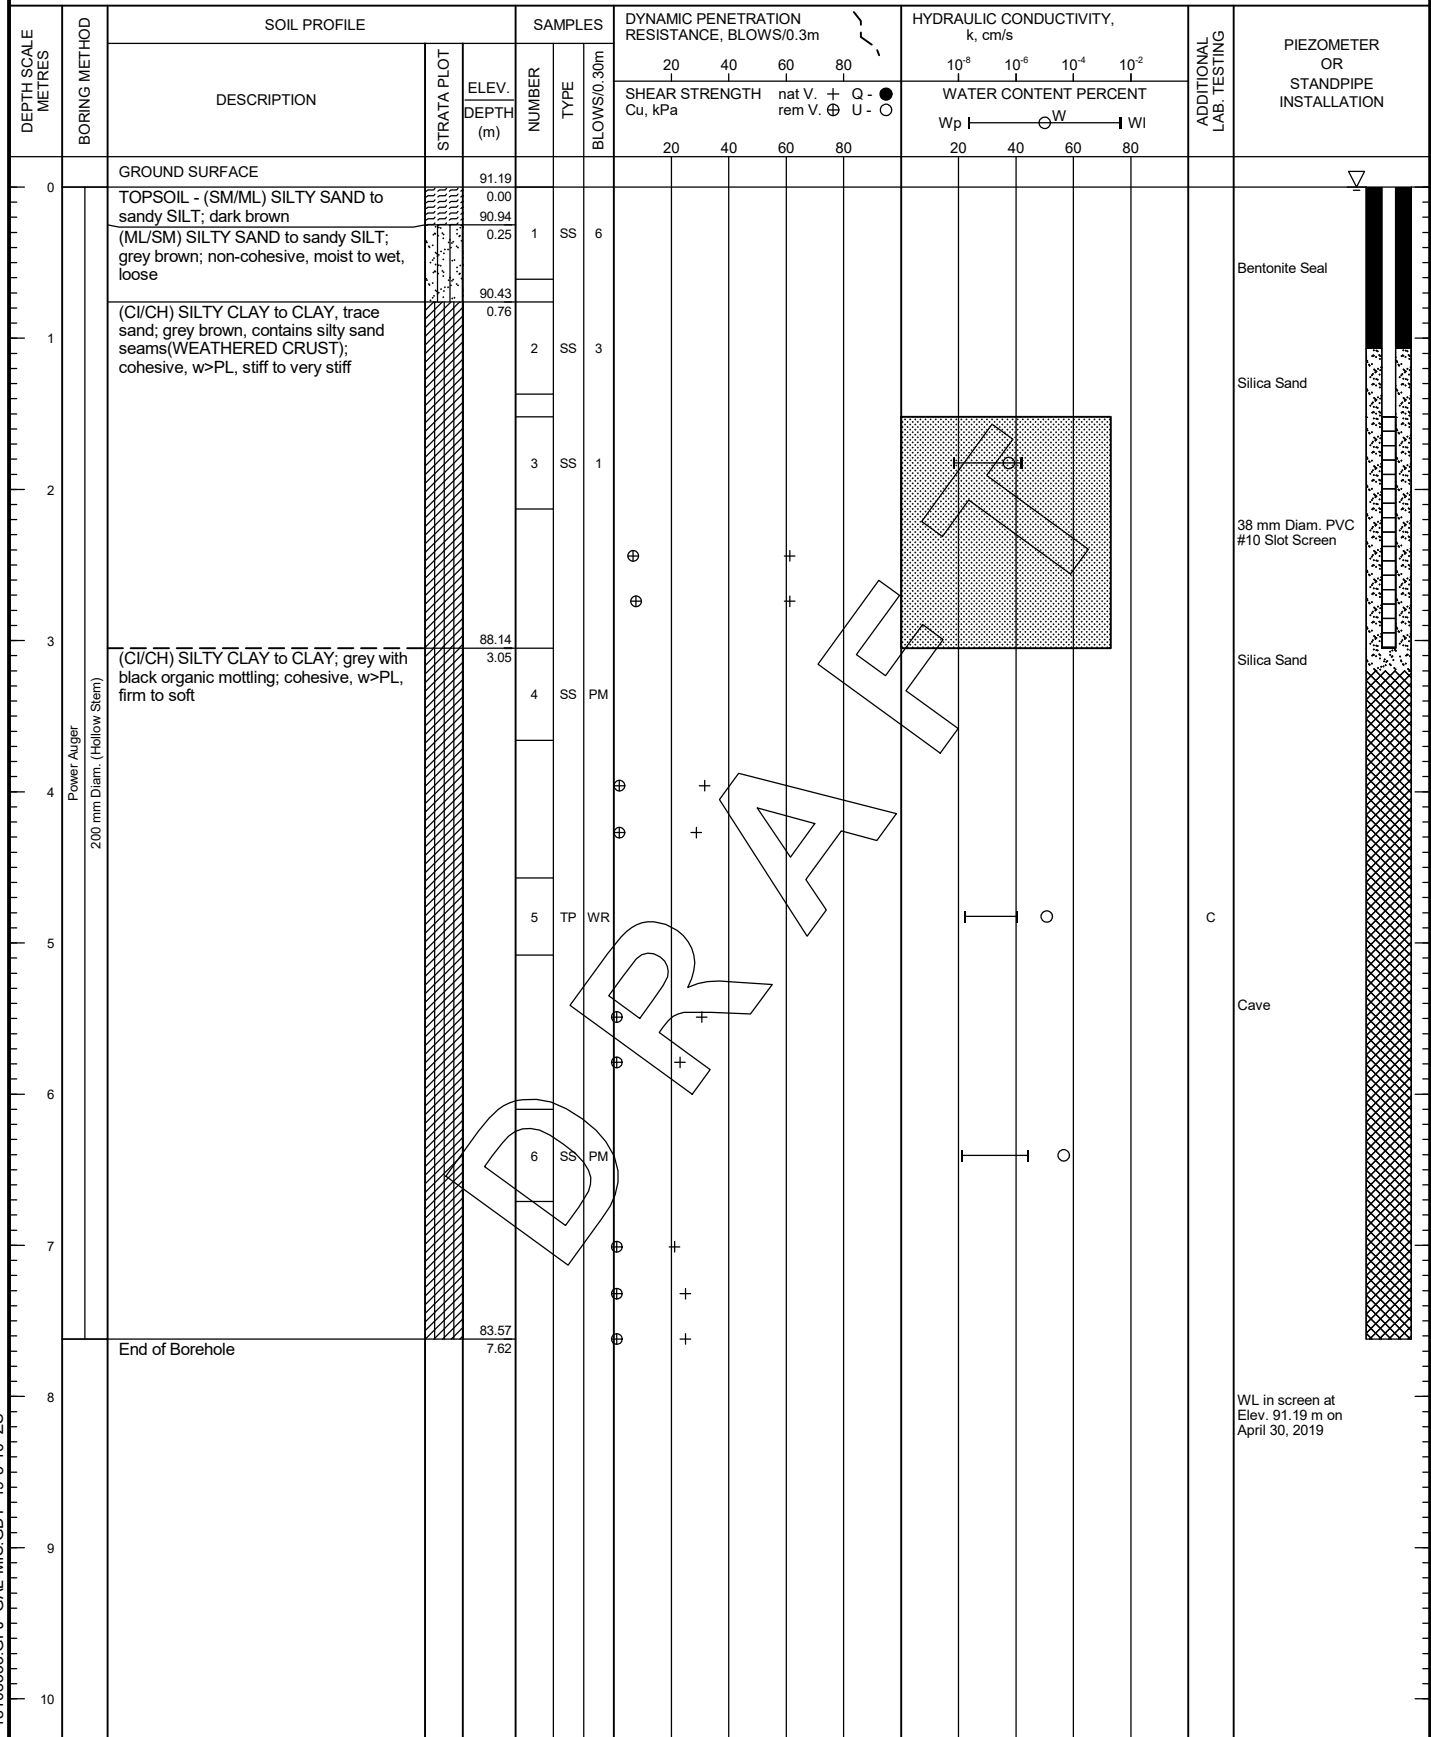 DEPTH SCALE
METRES
BORING METHOD
SOIL PROFILE
DESCRIPTION
STRATA PLOT
ELEV.
DEPTH
(m)
SAMPLES
NUMBER
TYPE
BLOWS/0.30m
DYNAMIC PENETRATION
RESISTANCE, BLOWS/0.3m
20 40 60 80
SHEAR STRENGTH nat V. + Q - ●
Cu, kPa rem V. ⊕ U - ○
20 40 60 80
HYDRAULIC CONDUCTIVITY,
k, cm/s
10⁻⁸ 10⁻⁶ 10⁻⁴ 10⁻²
WATER CONTENT PERCENT
Wp W Wl
20 40 60 80
ADDITIONAL
LAB. TESTING
PIEZOMETER
OR
STANDPIPE
INSTALLATION
GROUND SURFACE 91.19
0
TOPSOIL - (SM/ML) SILTY SAND to 0.00
sandy SILT; dark brown 90.94
(ML/SM) SILTY SAND to sandy SILT; 0.25
grey brown; non-cohesive, moist to wet,
loose
1 SS 6
Bentonite Seal
90.43
(CI/CH) SILTY CLAY to CLAY, trace 0.76
sand; grey brown, contains silty sand
seams(WEATHERED CRUST);
cohesive, w>PL, stiff to very stiff
1
2 SS 3
Silica Sand
3 SS 1
2
38 mm Diam. PVC
#10 Slot Screen
3
88.14
(CI/CH) SILTY CLAY to CLAY; grey with 3.05
black organic mottling; cohesive, w>PL,
firm to soft
Silica Sand
4 SS PM
Power Auger
200 mm Diam. (Hollow Stem)
4
5 TP WR
C
5
Cave
6
6 SS PM
7
83.57
End of Borehole 7.62
8
WL in screen at
Elev. 91.19 m on
April 30, 2019
9
10
DRAFT